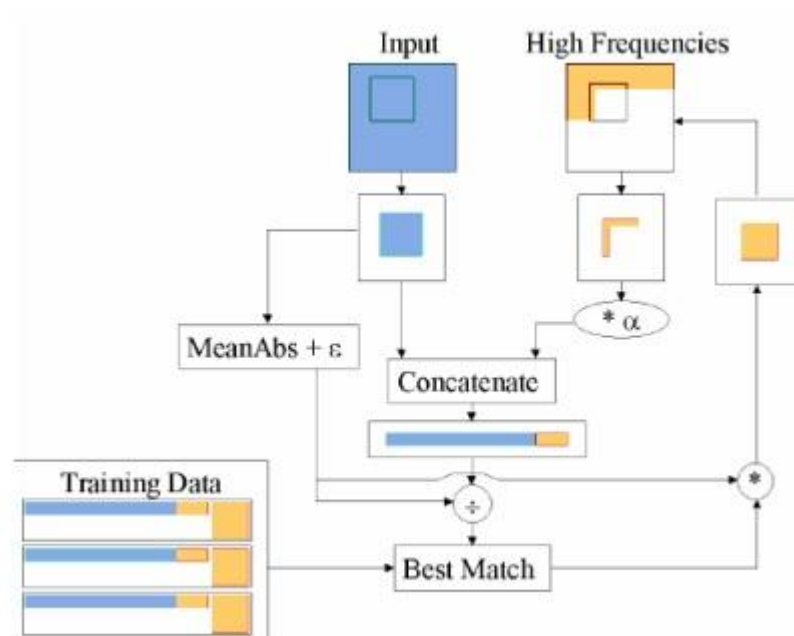 Input
High Frequencies
* α
MeanAbs + ε
Concatenate
Training Data
*
÷
Best Match